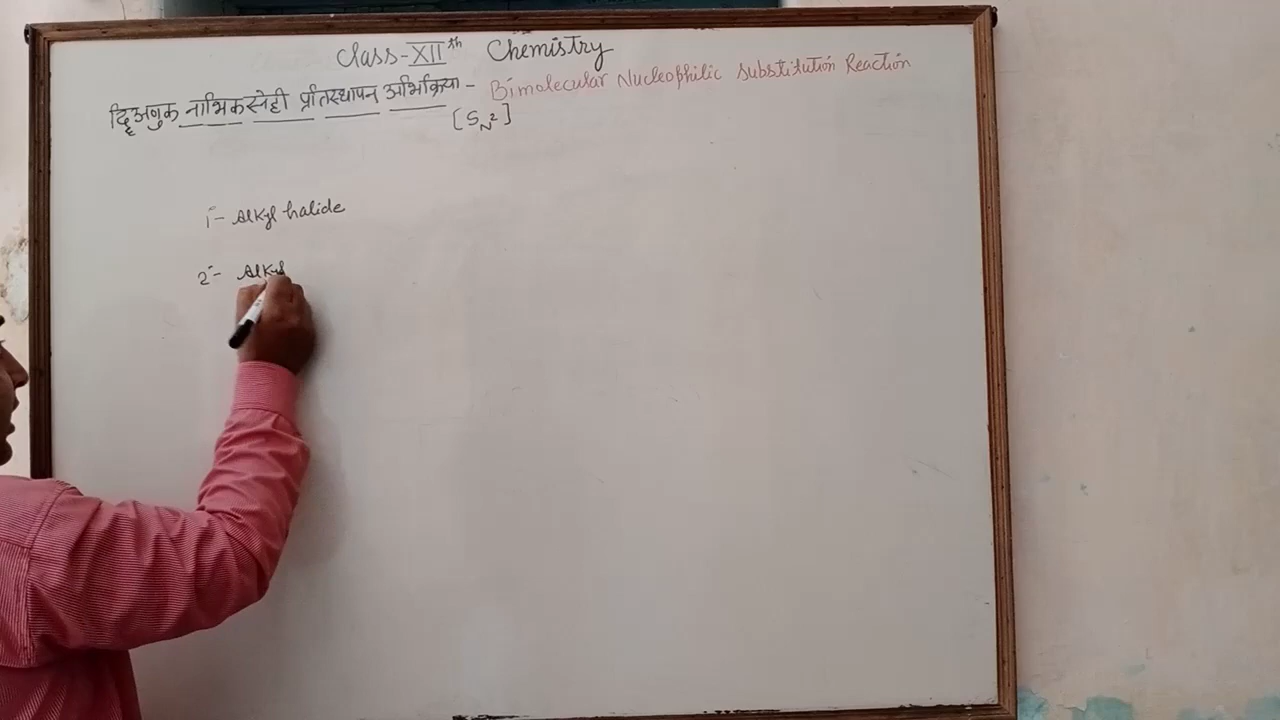 Class-XIIth Chemistry
द्विअणुक नाभिकस्नेही प्रतिस्थापन अभिक्रिया - Bimolecular Nucleophilic Substitution Reaction
[SN2]
1°- Alkyl halide
2°- Alkyl